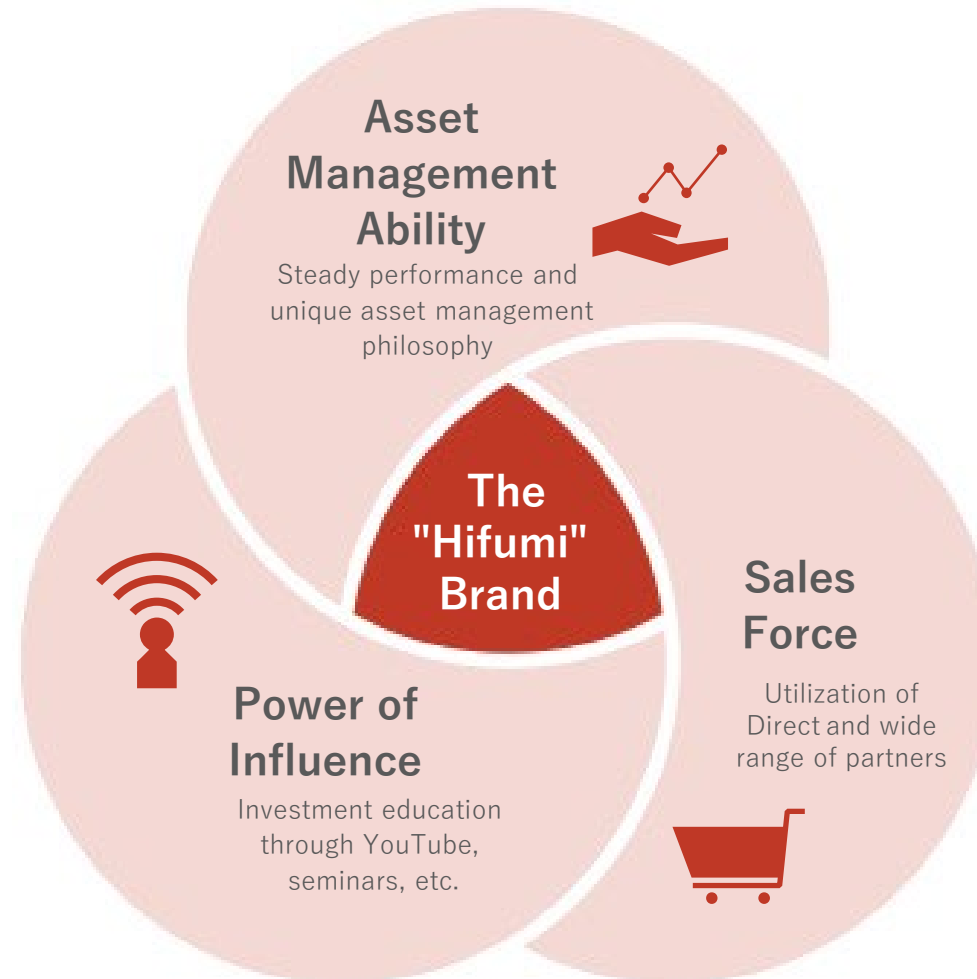 Asset
Management
Ability
Steady performance and
unique asset management
philosophy
The
"Hifumi"
Brand
Sales
Force
Utilization of
Direct and wide
range of partners
Power of
Influence
Investment education
through YouTube,
seminars, etc.